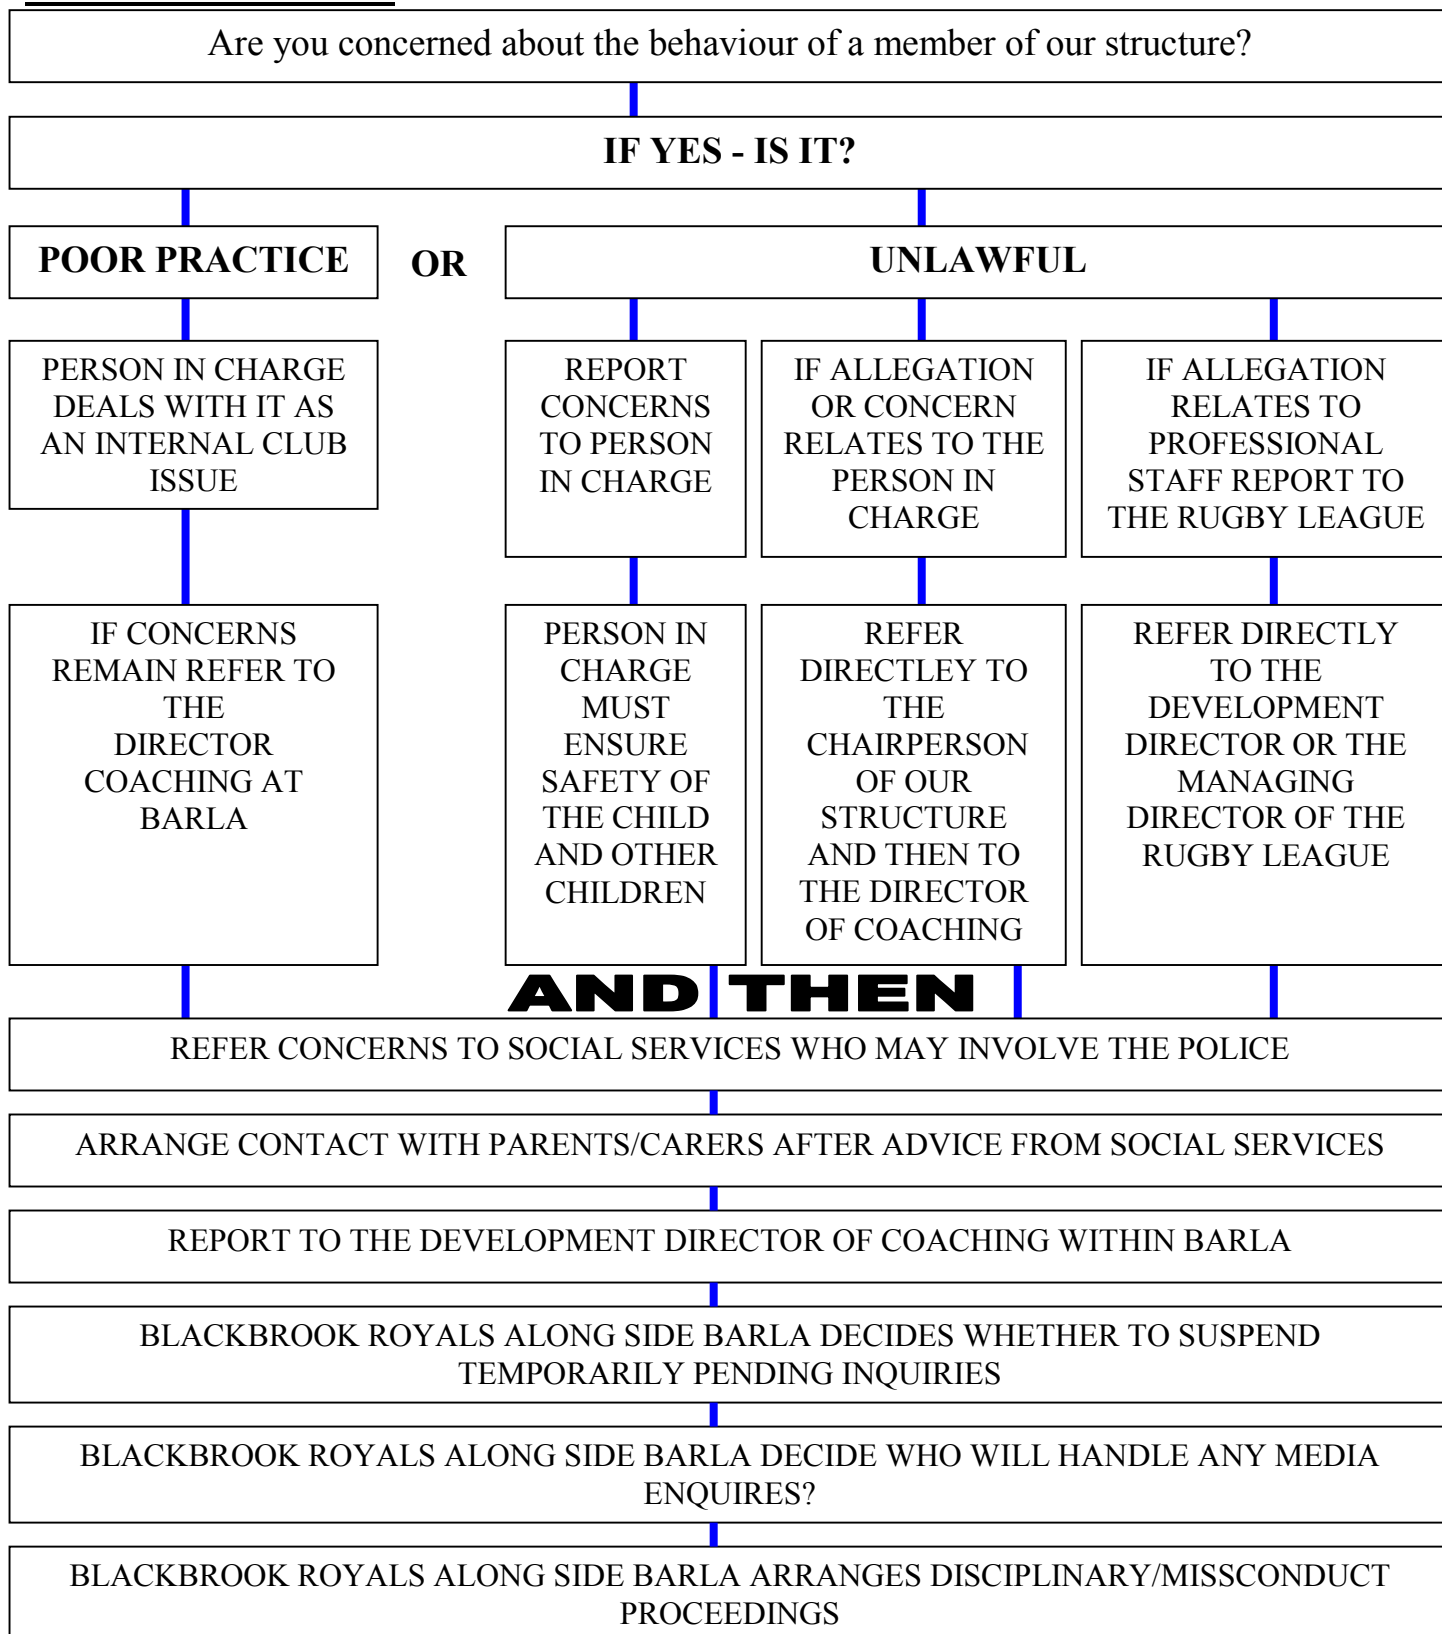 Are you concerned about the behaviour of a member of our structure?
IF YES - IS IT?
POOR PRACTICE
OR
UNLAWFUL
PERSON IN CHARGE
DEALS WITH IT AS
AN INTERNAL CLUB
ISSUE
REPORT
CONCERNS
TO PERSON
IN CHARGE
IF ALLEGATION
OR CONCERN
RELATES TO THE
PERSON IN
CHARGE
IF ALLEGATION
RELATES TO
PROFESSIONAL
STAFF REPORT TO
THE RUGBY LEAGUE
IF CONCERNS
REMAIN REFER TO
THE
DIRECTOR
COACHING AT
BARLA
PERSON IN
CHARGE
MUST
ENSURE
SAFETY OF
THE CHILD
AND OTHER
CHILDREN
REFER
DIRECTLEY TO
THE
CHAIRPERSON
OF OUR
STRUCTURE
AND THEN TO
THE DIRECTOR
OF COACHING
REFER DIRECTLY
TO THE
DEVELOPMENT
DIRECTOR OR THE
MANAGING
DIRECTOR OF THE
RUGBY LEAGUE
AND THEN
REFER CONCERNS TO SOCIAL SERVICES WHO MAY INVOLVE THE POLICE
ARRANGE CONTACT WITH PARENTS/CARERS AFTER ADVICE FROM SOCIAL SERVICES
REPORT TO THE DEVELOPMENT DIRECTOR OF COACHING WITHIN BARLA
BLACKBROOK ROYALS ALONG SIDE BARLA DECIDES WHETHER TO SUSPEND
TEMPORARILY PENDING INQUIRIES
BLACKBROOK ROYALS ALONG SIDE BARLA DECIDE WHO WILL HANDLE ANY MEDIA
ENQUIRES?
BLACKBROOK ROYALS ALONG SIDE BARLA ARRANGES DISCIPLINARY/MISSCONDUCT
PROCEEDINGS